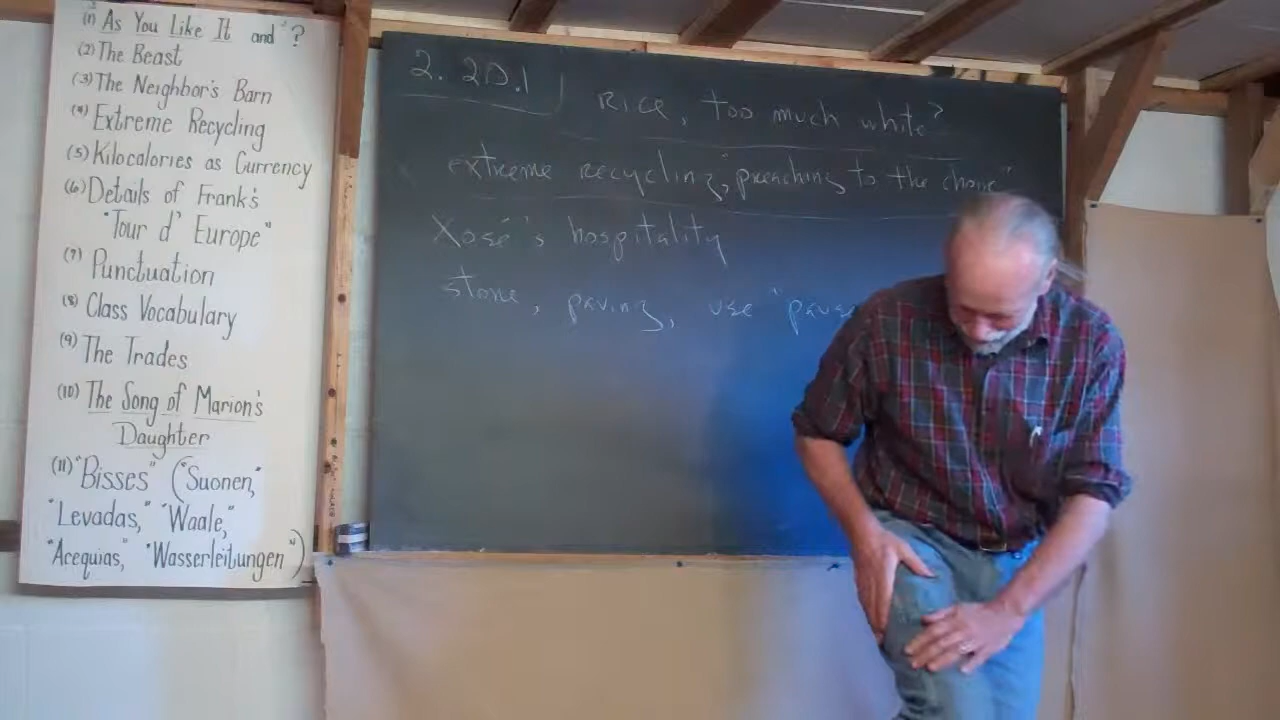 (1) As You Like It and ?
(2) The Beast
(3) The Neighbor's Barn
(4) Extreme Recycling
(5) Kilocalories as Currency
(6) Details of Frank's
"Tour d' Europe"
(7) Punctuation
(8) Class Vocabulary
(9) The Trades
(10) The Song of Marion's
Daughter
(11) "Bisses" ("Suonen,"
"Levadas," "Waale,"
"Acequias," "Wasserleitungen")
2. 2D.1
Rice, too much white?
extreme recycling, "preaching to the
Xosé's hospitality
stone, paving, use